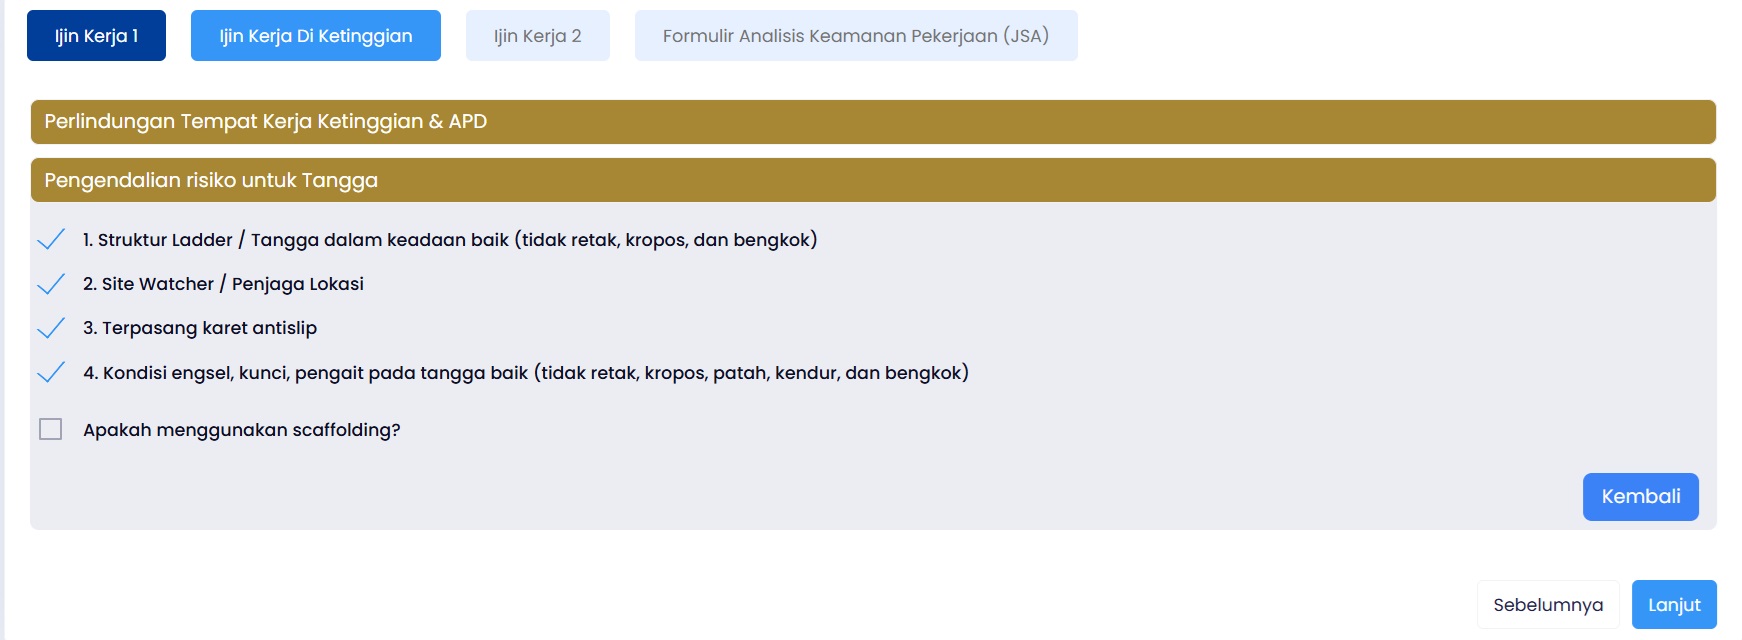 Ijin Kerja 1
Ijin Kerja Di Ketinggian
Ijin Kerja 2
Formulir Analisis Keamanan Pekerjaan (JSA)
Perlindungan Tempat Kerja Ketinggian & APD
Pengendalian risiko untuk Tangga
1. Struktur Ladder / Tangga dalam keadaan baik (tidak retak, kropos, dan bengkok)
2. Site Watcher / Penjaga Lokasi
3. Terpasang karet antislip
4. Kondisi engsel, kunci, pengait pada tangga baik (tidak retak, kropos, patah, kendur, dan bengkok)
Apakah menggunakan scaffolding?
Kembali
Sebelumnya
Lanjut